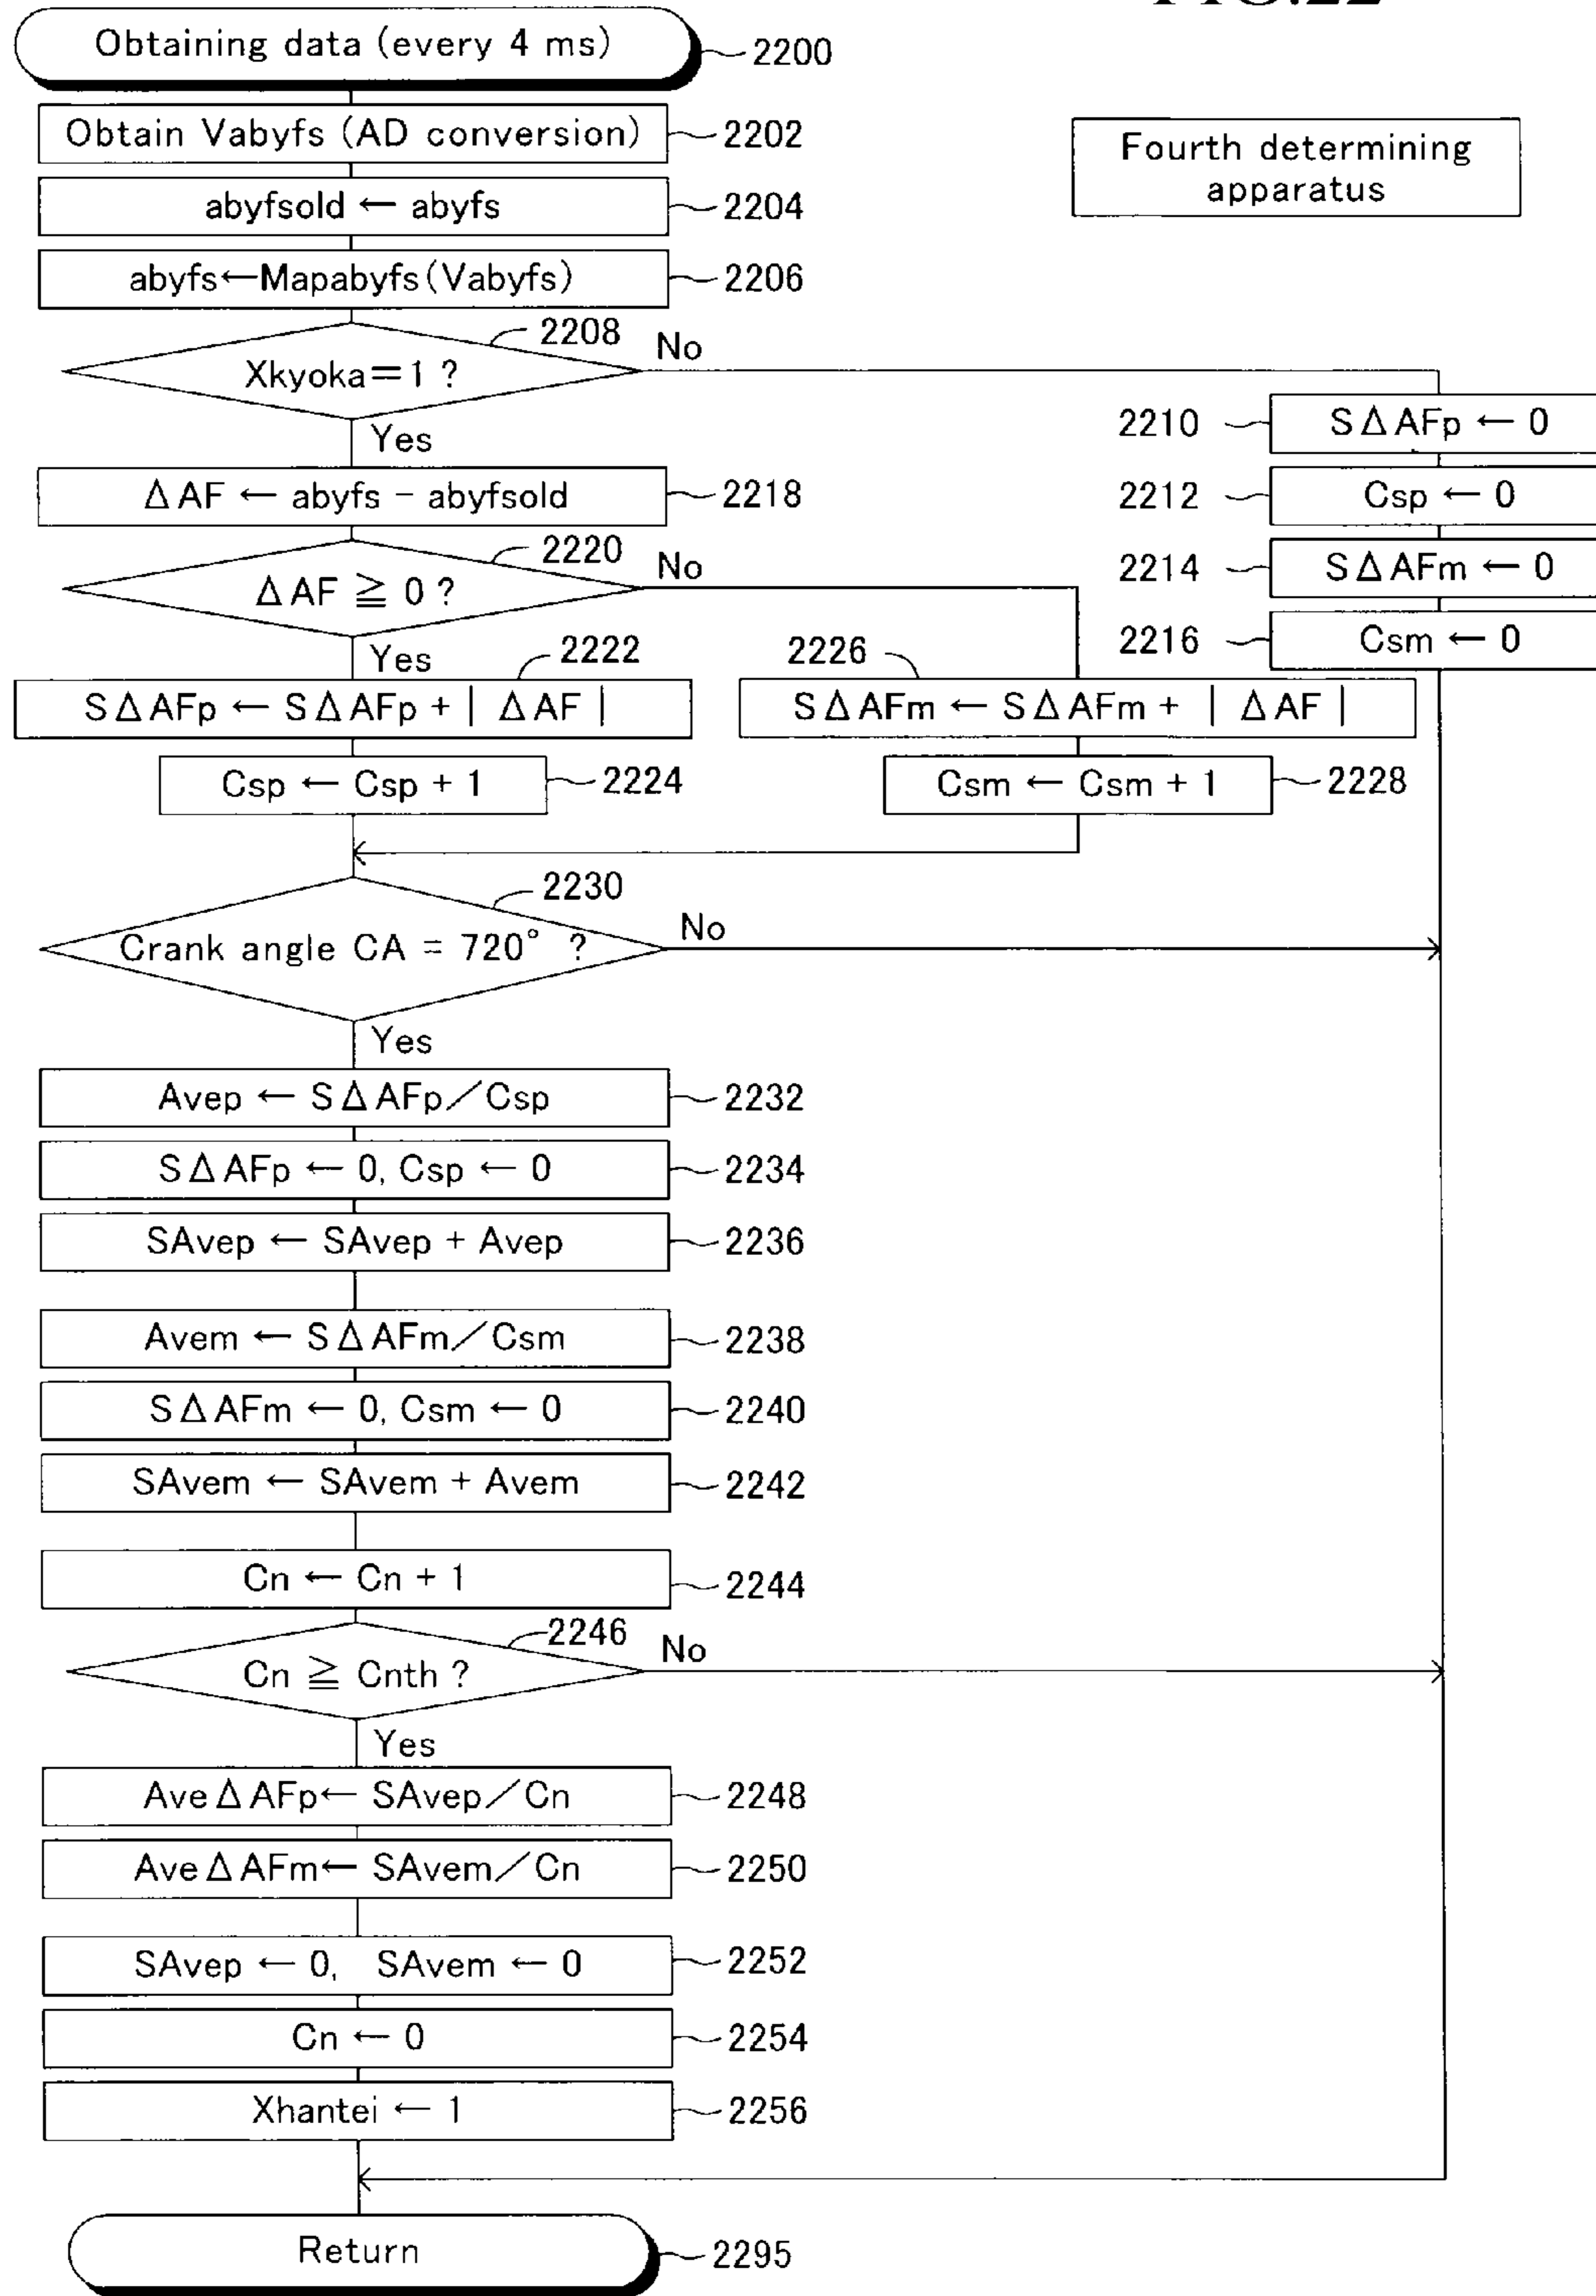 FIG.22
Obtaining data (every 4 ms)
2200
Obtain Vabyfs (AD conversion)
2202
Fourth determining
apparatus
abyfsold ← abyfs
2204
abyfs←Mapabyfs(Vabyfs)
2206
2208
Xkyoka=1 ?
No
Yes
2210
SΔAFp ← 0
2212
Csp ← 0
2214
SΔAFm ← 0
2216
Csm ← 0
ΔAF ← abyfs - abyfsold
2218
2220
ΔAF ≧ 0 ?
No
Yes
2222
SΔAFp ← SΔAFp + | ΔAF |
2226
SΔAFm ← SΔAFm + | ΔAF |
Csp ← Csp + 1
2224
Csm ← Csm + 1
2228
2230
Crank angle CA = 720° ?
No
Yes
Avep ← SΔAFp／Csp
2232
SΔAFp ← 0, Csp ← 0
2234
SAvep ← SAvep + Avep
2236
Avem ← SΔAFm／Csm
2238
SΔAFm ← 0, Csm ← 0
2240
SAvem ← SAvem + Avem
2242
Cn ← Cn + 1
2244
2246
Cn ≧ Cnth ?
No
Yes
AveΔAFp← SAvep／Cn
2248
AveΔAFm← SAvem／Cn
2250
SAvep ← 0, SAvem ← 0
2252
Cn ← 0
2254
Xhantei ← 1
2256
Return
2295